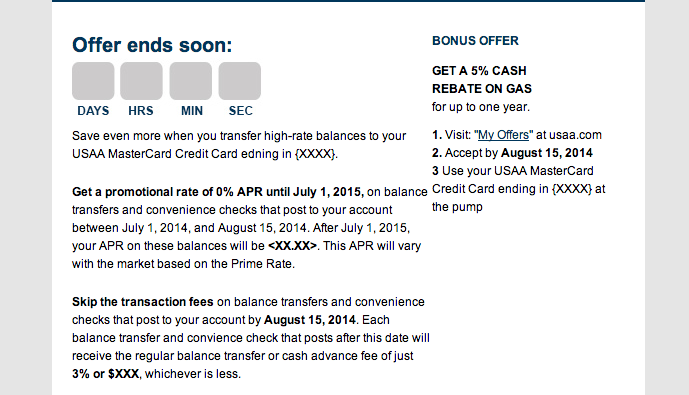 Offer ends soon:
DAYS HRS MIN SEC
Save even more when you transfer high-rate balances to your
USAA MasterCard Credit Card edning in {XXXX}.
Get a promotional rate of 0% APR until July 1, 2015, on balance
transfers and convenience checks that post to your account
between July 1, 2014, and August 15, 2014. After July 1, 2015,
your APR on these balances will be <XX.XX>. This APR will vary
with the market based on the Prime Rate.
Skip the transaction fees on balance transfers and convenience
checks that post to your account by August 15, 2014. Each
balance transfer and convience check that posts after this date will
receive the regular balance transfer or cash advance fee of just
3% or $XXX, whichever is less.
BONUS OFFER
GET A 5% CASH
REBATE ON GAS
for up to one year.
1. Visit: "My Offers" at usaa.com
2. Accept by August 15, 2014
3 Use your USAA MasterCard
Credit Card ending in {XXXX} at
the pump